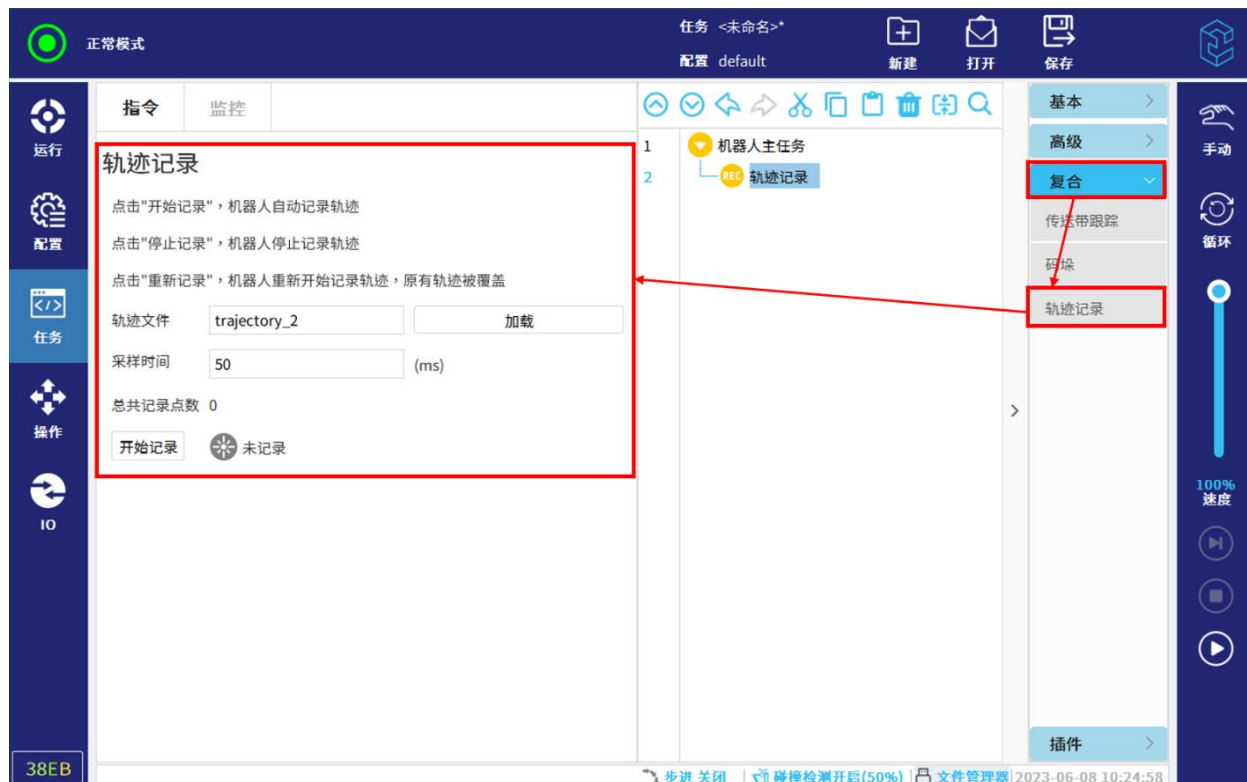 正常模式
任务 <未命名>*
配置 default
新建
打开
保存
运行
配置
任务
操作
IO
38EB
指令
监控
轨迹记录
点击"开始记录",机器人自动记录轨迹
点击"停止记录",机器人停止记录轨迹
点击"重新记录",机器人重新开始记录轨迹,原有轨迹被覆盖
轨迹文件 trajectory_2 加载
采样时间 50 (ms)
总共记录点数 0
开始记录 未记录
1 机器人主任务
2 REC 轨迹记录
基本
高级
复合
传送带跟踪
码垛
轨迹记录
插件
手动
循环
100%
速度
步进 关闭 碰撞检测开启(50%) 文件管理器 2023-06-08 10:24:58